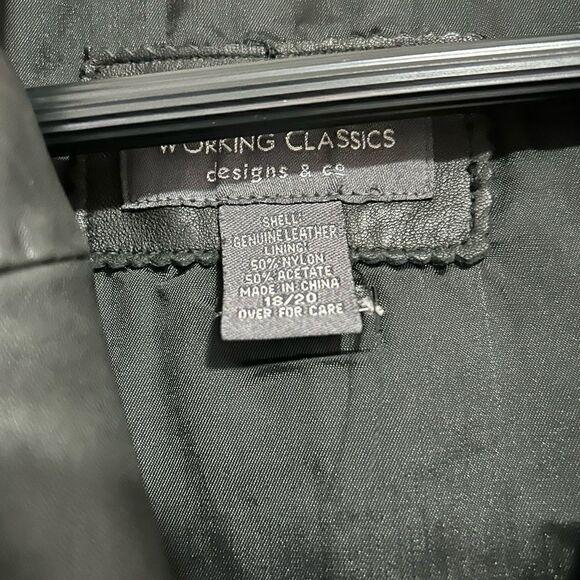 WORKING CLASSICS
designs & co
SHELL:
GENUINE LEATHER
LINING:
50% NYLON
50% ACETATE
MADE IN CHINA
18/20
OVER FOR CARE